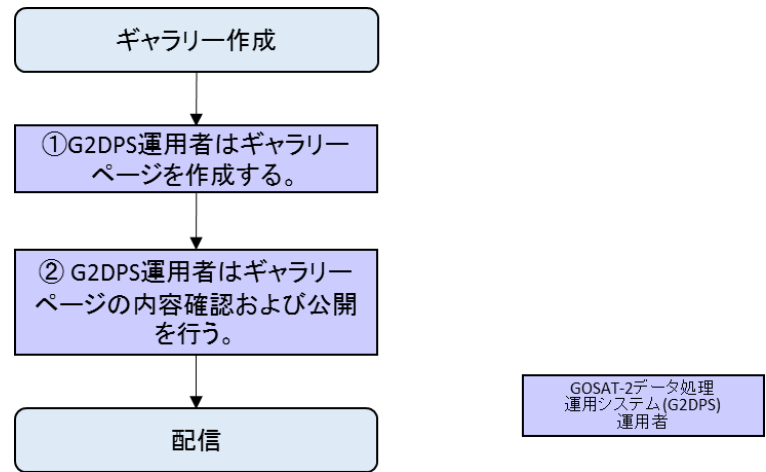 ギャラリー作成
①G2DPS運用者はギャラリー
ページを作成する。
② G2DPS運用者はギャラリー
ページの内容確認および公開
を行う。
配信
GOSAT-2データ処理
運用システム(G2DPS)
運用者